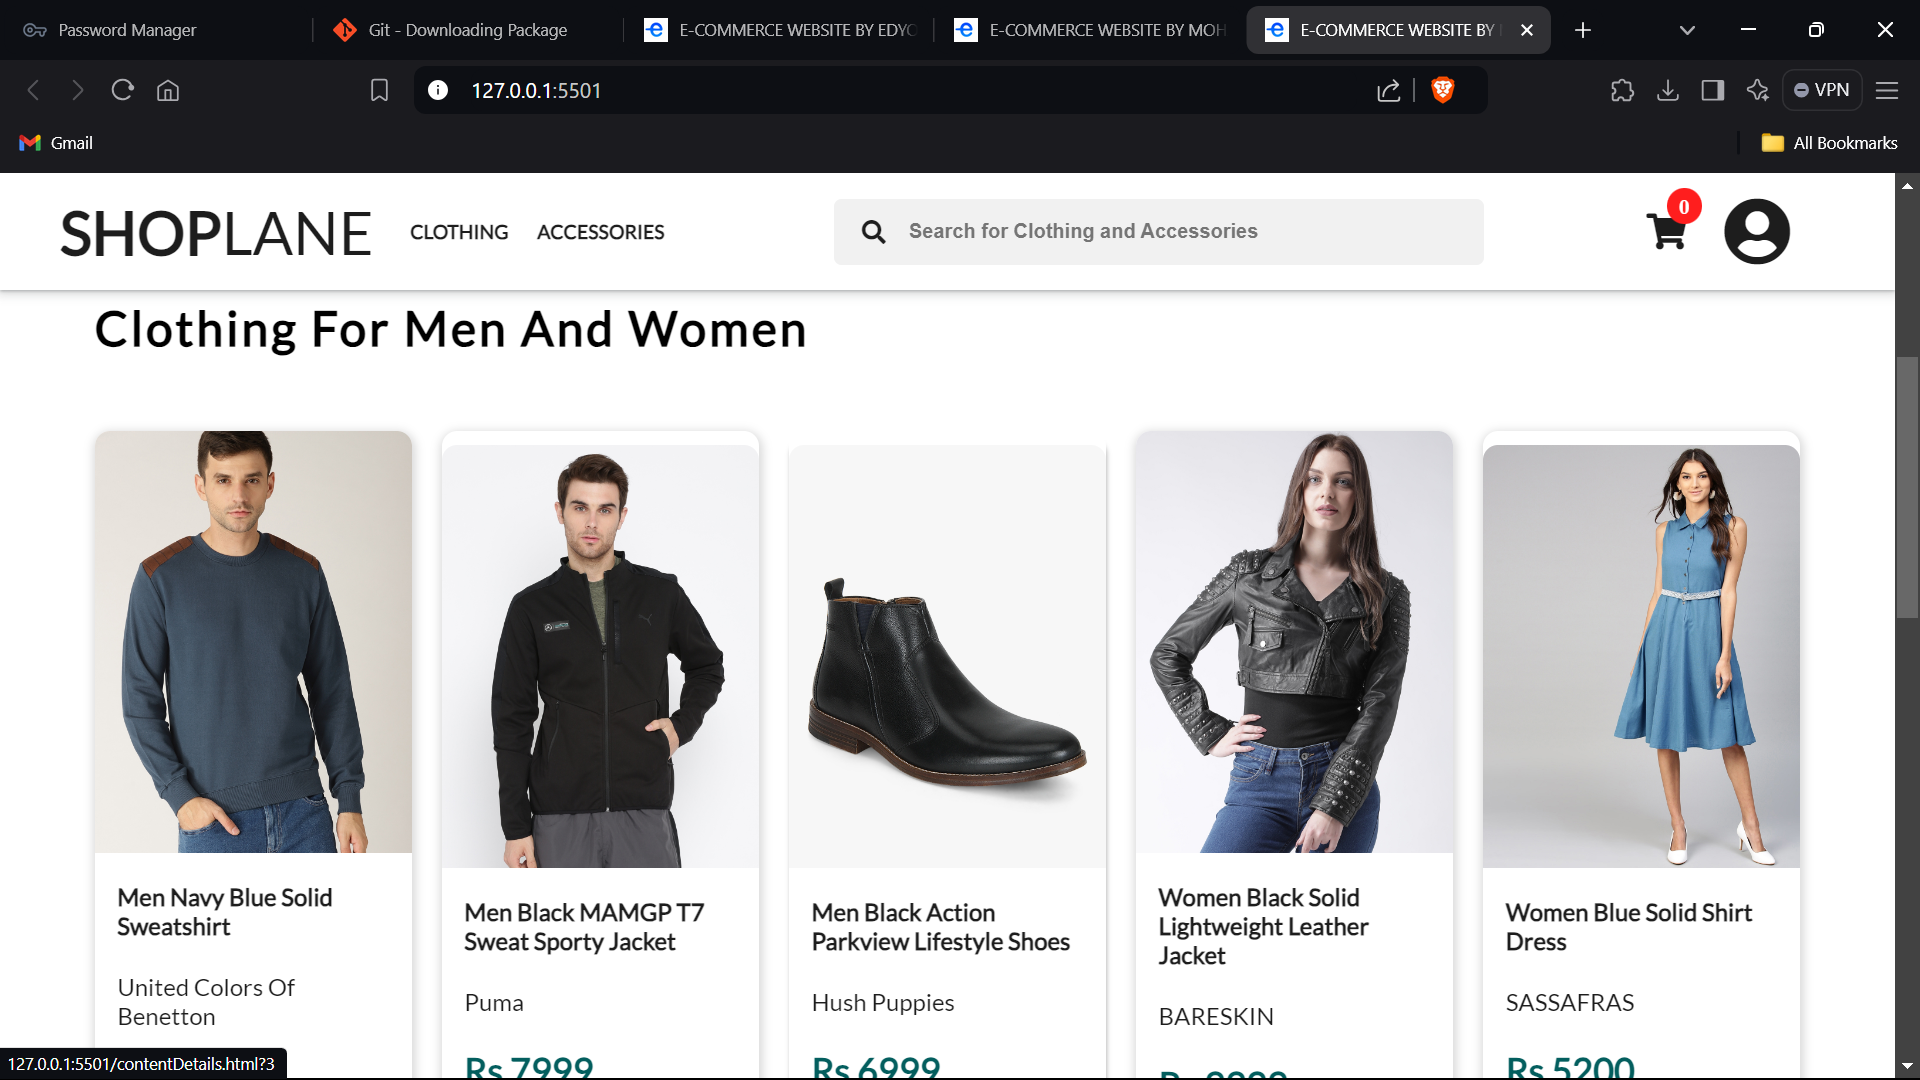 Password Manager
Git - Downloading Package
E-COMMERCE WEBSITE BY EDYO
E-COMMERCE WEBSITE BY MOH
E-COMMERCE WEBSITE BY
127.0.0.1:5501
VPN
Gmail
All Bookmarks
SHOPLANE
CLOTHING
ACCESSORIES
Search for Clothing and Accessories
0
Clothing For Men And Women
Men Navy Blue Solid
Sweatshirt
United Colors Of
Benetton
Men Black MAMGP T7
Sweat Sporty Jacket
Puma
Rs 7999
Men Black Action
Parkview Lifestyle Shoes
Hush Puppies
Rs 6999
Women Black Solid
Lightweight Leather
Jacket
BARESKIN
Women Blue Solid Shirt
Dress
SASSAFRAS
Rs 5200
127.0.0.1:5501/contentDetails.html?3